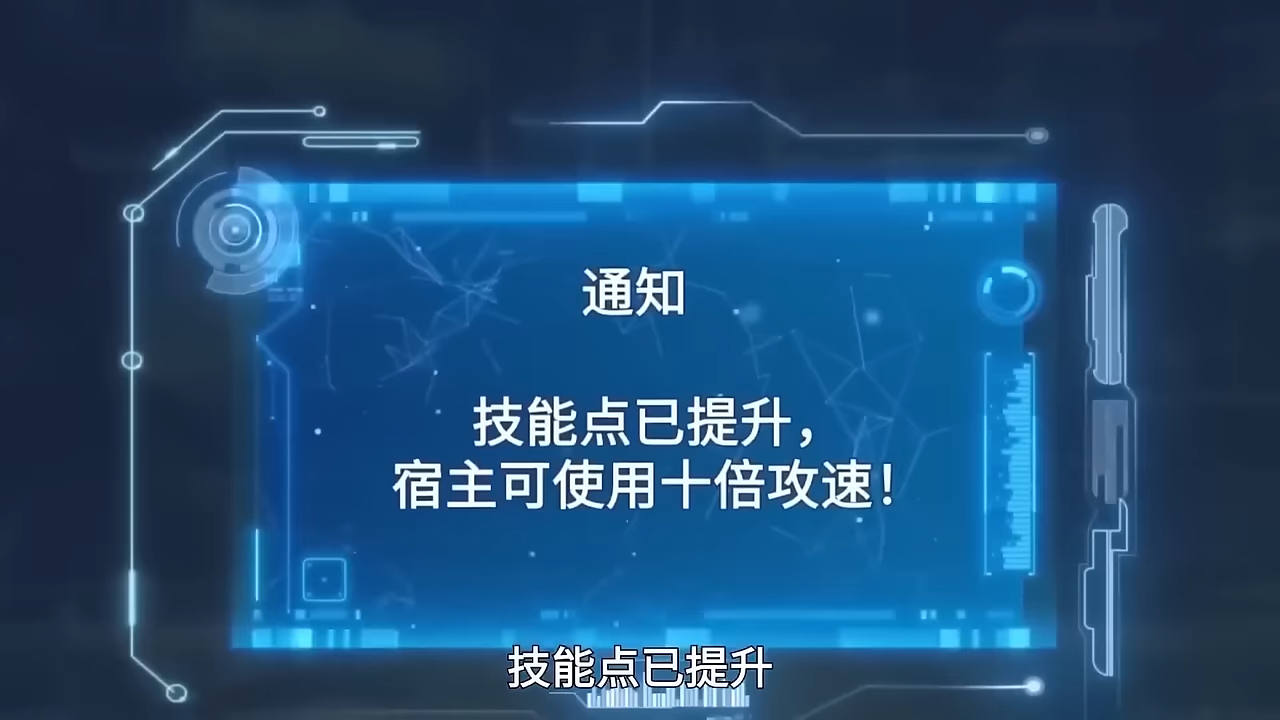 通知
技能点已提升，
宿主可使用十倍攻速！
技能点已提升